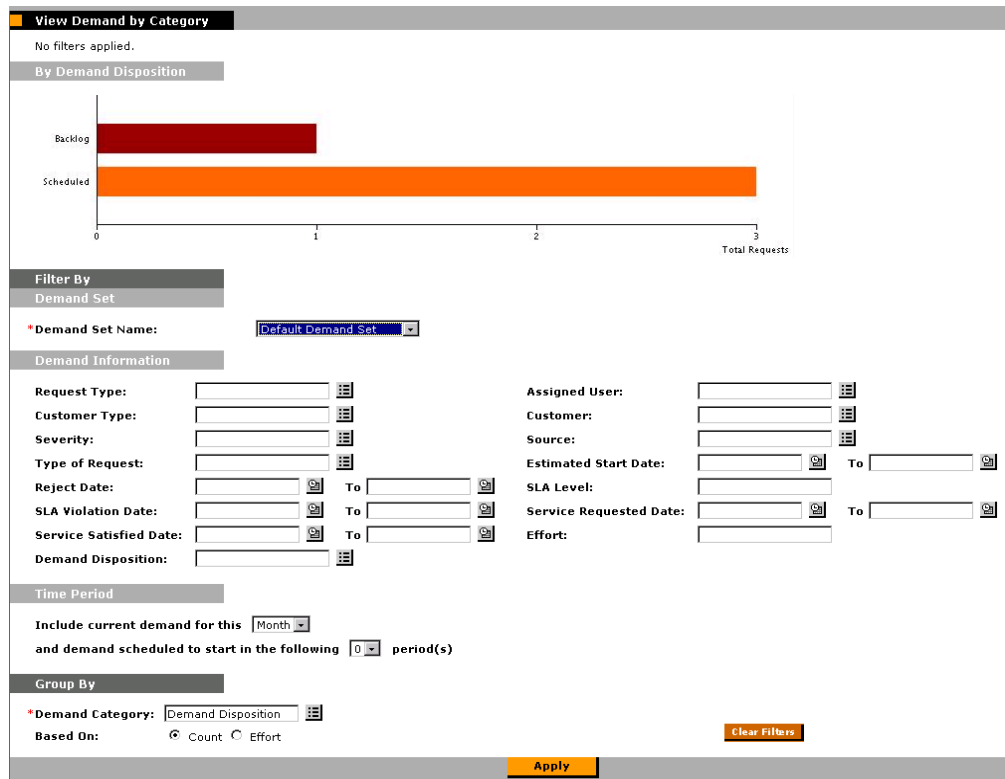 View Demand by Category
No filters applied.
By Demand Disposition
Backlog
Scheduled
0 1 2 3
Total Requests
Filter By
Demand Set
*Demand Set Name: Default Demand Set
Demand Information
Request Type: Assigned User:
Customer Type: Customer:
Severity: Source:
Type of Request: Estimated Start Date: To
Reject Date: To SLA Level:
SLA Violation Date: To Service Requested Date: To
Service Satisfied Date: To Effort:
Demand Disposition:
Time Period
Include current demand for this Month
and demand scheduled to start in the following 0 period(s)
Group By
*Demand Category: Demand Disposition
Based On: Count Effort Clear Filters
Apply